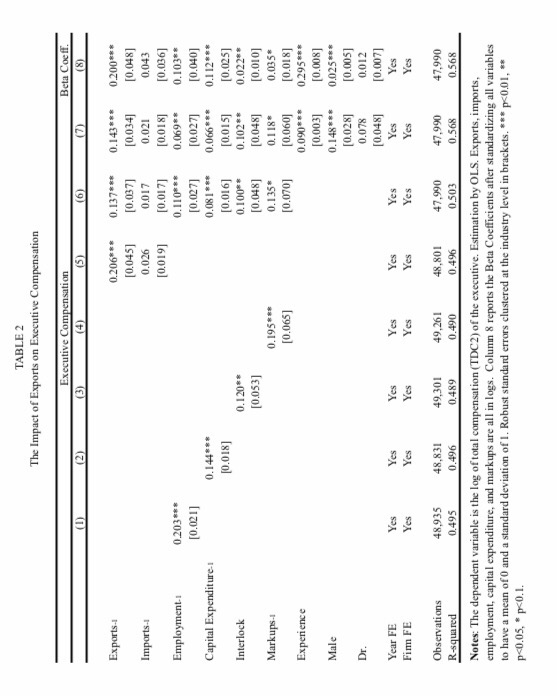 TABLE 2
The Impact of Exports on Executive Compensation
Executive Compensation Beta Coeff.
(1) (2) (3) (4) (5) (6) (7) (8)
Exports-1 0.206*** 0.137*** 0.143*** 0.200***
[0.045] [0.037] [0.034] [0.048]
Imports-1 0.026 0.017 0.021 0.043
[0.019] [0.017] [0.018] [0.036]
Employment-1 0.203*** 0.110*** 0.069** 0.103**
[0.021] [0.027] [0.027] [0.040]
Capital Expenditure-1 0.144*** 0.081*** 0.066*** 0.112***
[0.018] [0.016] [0.015] [0.025]
Interlock 0.120** 0.100** 0.102** 0.022**
[0.053] [0.048] [0.048] [0.010]
Markups-1 0.195*** 0.135* 0.118* 0.035*
[0.065] [0.070] [0.060] [0.018]
Experience 0.090*** 0.295***
[0.003] [0.008]
Male 0.148*** 0.025***
[0.028] [0.005]
Dr. 0.078 0.012
[0.048] [0.007]
Year FE Yes Yes Yes Yes Yes Yes Yes Yes
Firm FE Yes Yes Yes Yes Yes Yes Yes Yes
Observations 48,935 48,831 49,301 49,261 48,801 47,990 47,990 47,990
R-squared 0.495 0.496 0.489 0.490 0.496 0.503 0.568 0.568
Notes: The dependent variable is the log of total compensation (TDC2) of the executive. Estimation by OLS. Exports, imports,
employment, capital expenditure, and markups are all in logs. Column 8 reports the Beta Coefficients after standardizing all variables
to have a mean of 0 and a standard deviation of 1. Robust standard errors clustered at the industry level in brackets. *** p<0.01, **
p<0.05, * p<0.1.